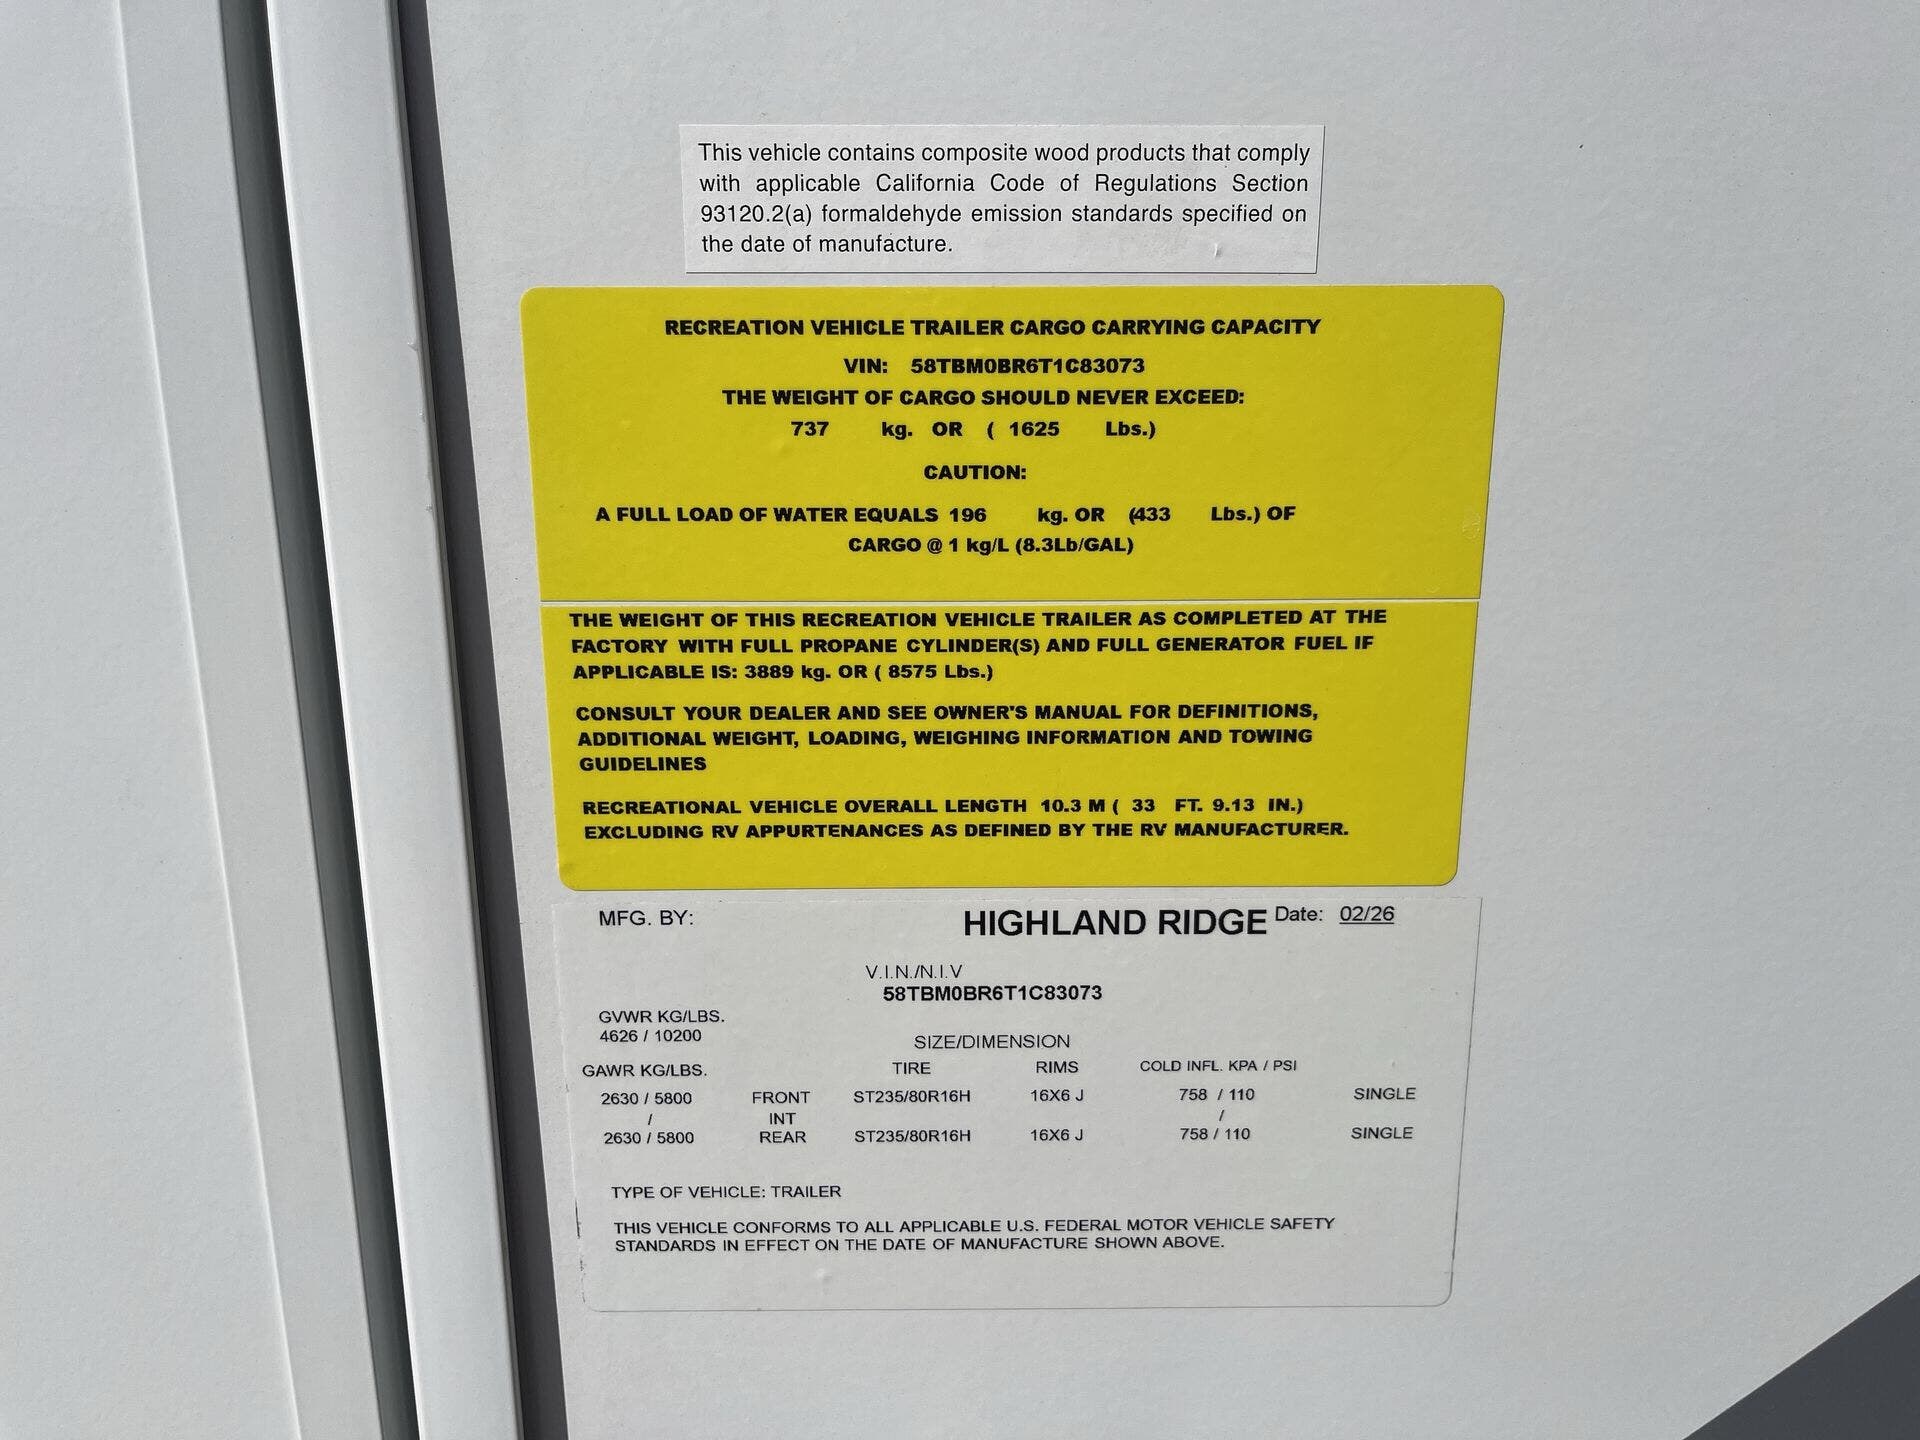 This vehicle contains composite wood products that comply
with applicable California Code of Regulations Section
93120.2(a) formaldehyde emission standards specified on
the date of manufacture.
RECREATION VEHICLE TRAILER CARGO CARRYING CAPACITY
VIN: 58TBM0BR6T1C83073
THE WEIGHT OF CARGO SHOULD NEVER EXCEED:
737 kg. OR ( 1625 Lbs.)
CAUTION:
A FULL LOAD OF WATER EQUALS 196 kg. OR (433 Lbs.) OF
CARGO @ 1 kg/L (8.3Lb/GAL)
THE WEIGHT OF THIS RECREATION VEHICLE TRAILER AS COMPLETED AT THE
FACTORY WITH FULL PROPANE CYLINDER(S) AND FULL GENERATOR FUEL IF
APPLICABLE IS: 3889 kg. OR ( 8575 Lbs.)
CONSULT YOUR DEALER AND SEE OWNER'S MANUAL FOR DEFINITIONS,
ADDITIONAL WEIGHT, LOADING, WEIGHING INFORMATION AND TOWING
GUIDELINES
RECREATIONAL VEHICLE OVERALL LENGTH 10.3 M ( 33 FT. 9.13 IN.)
EXCLUDING RV APPURTENANCES AS DEFINED BY THE RV MANUFACTURER.
MFG. BY: HIGHLAND RIDGE Date: 02/26
V.I.N./N.I.V
58TBM0BR6T1C83073
GVWR KG/LBS.
4626 / 10200
SIZE/DIMENSION
GAWR KG/LBS. TIRE RIMS COLD INFL. KPA / PSI
2630 / 5800 FRONT ST235/80R16H 16X6 J 758 / 110 SINGLE
/ INT /
2630 / 5800 REAR ST235/80R16H 16X6 J 758 / 110 SINGLE
TYPE OF VEHICLE: TRAILER
THIS VEHICLE CONFORMS TO ALL APPLICABLE U.S. FEDERAL MOTOR VEHICLE SAFETY
STANDARDS IN EFFECT ON THE DATE OF MANUFACTURE SHOWN ABOVE.